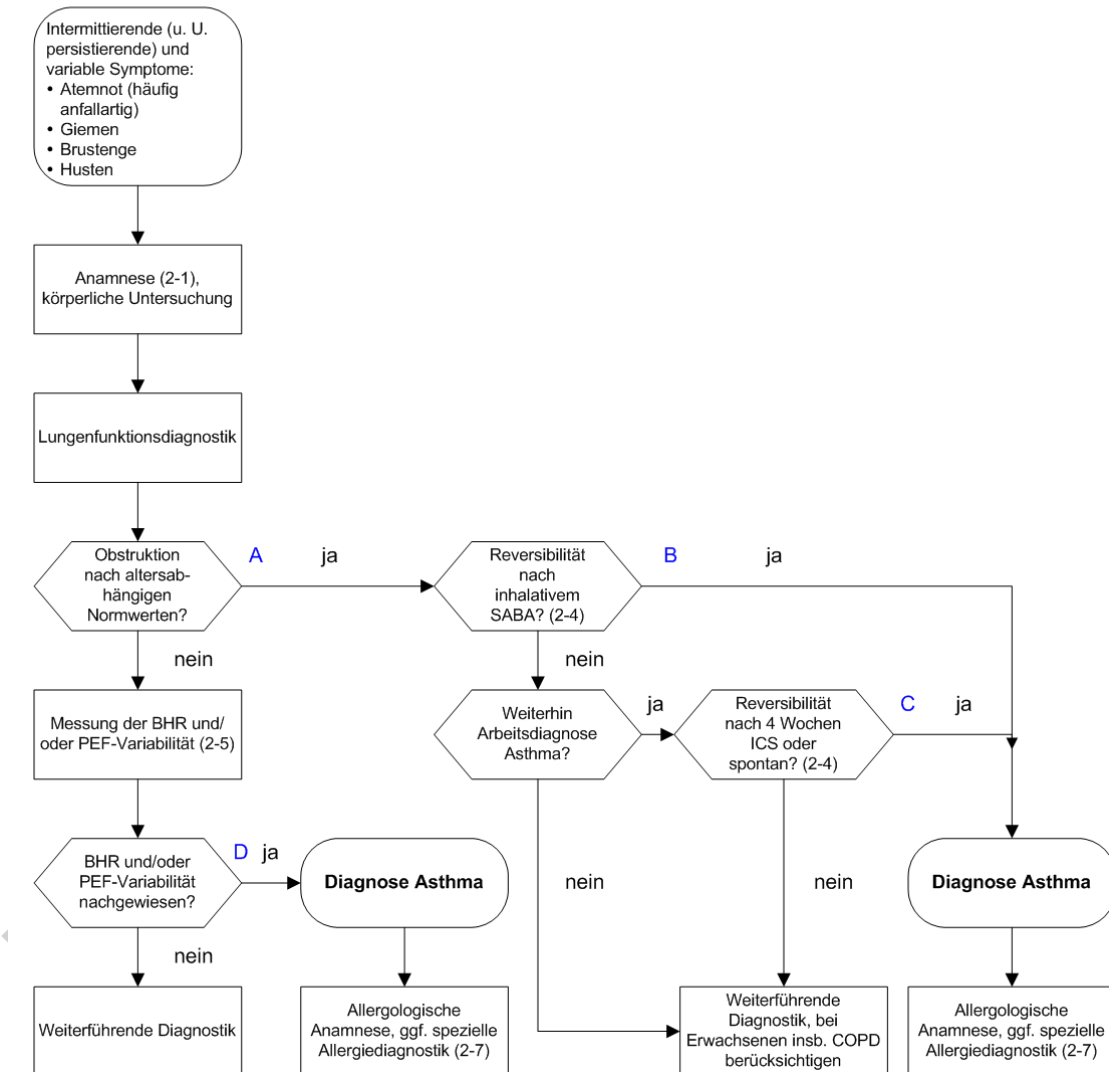 Intermittierende (u. U.
persistierende) und
variable Symptome:
• Atemnot (häufig
anfallartig)
• Giemen
• Brustenge
• Husten
Anamnese (2-1),
körperliche Untersuchung
Lungenfunktionsdiagnostik
Obstruktion
nach altersab-
hängigen
Normwerten?
A ja
Reversibilität
nach
inhalativem
SABA? (2-4)
B ja
nein
nein
Messung der BHR und/
oder PEF-Variabilität (2-5)
Weiterhin
Arbeitsdiagnose
Asthma?
ja
Reversibilität
nach 4 Wochen
ICS oder
spontan? (2-4)
C ja
BHR und/oder
PEF-Variabilität
nachgewiesen?
D ja
Diagnose Asthma
nein
nein
Diagnose Asthma
nein
Weiterführende Diagnostik
Allergologische
Anamnese, ggf. spezielle
Allergiediagnostik (2-7)
Weiterführende
Diagnostik, bei
Erwachsenen insb. COPD
berücksichtigen
Allergologische
Anamnese, ggf. spezielle
Allergiediagnostik (2-7)